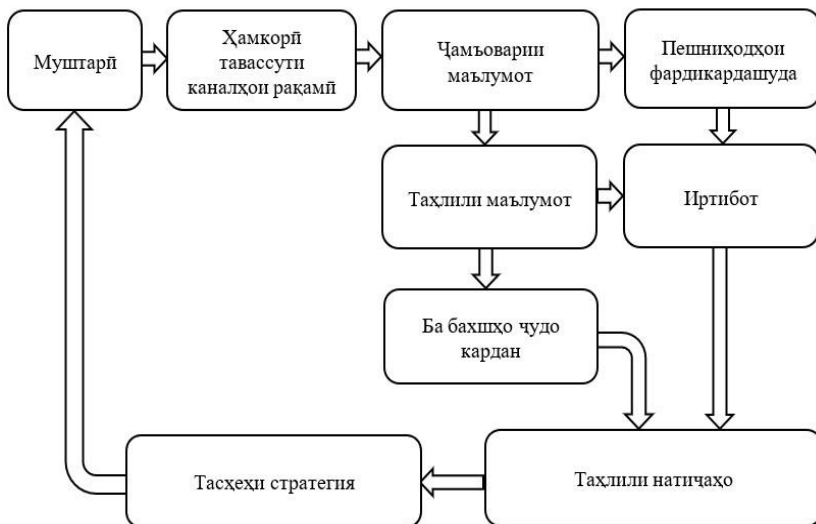 Муштарӣ
Ҳамкорӣ
тавассути
каналҳои рақамӣ
Ҷамъоварии
маълумот
Пешниҳодҳои
фардикардашуда
Таҳлили маълумот
Иртибот
Ба бахшҳо ҷудо
кардан
Тасҳеҳи стратегия
Таҳлили натиҷаҳо